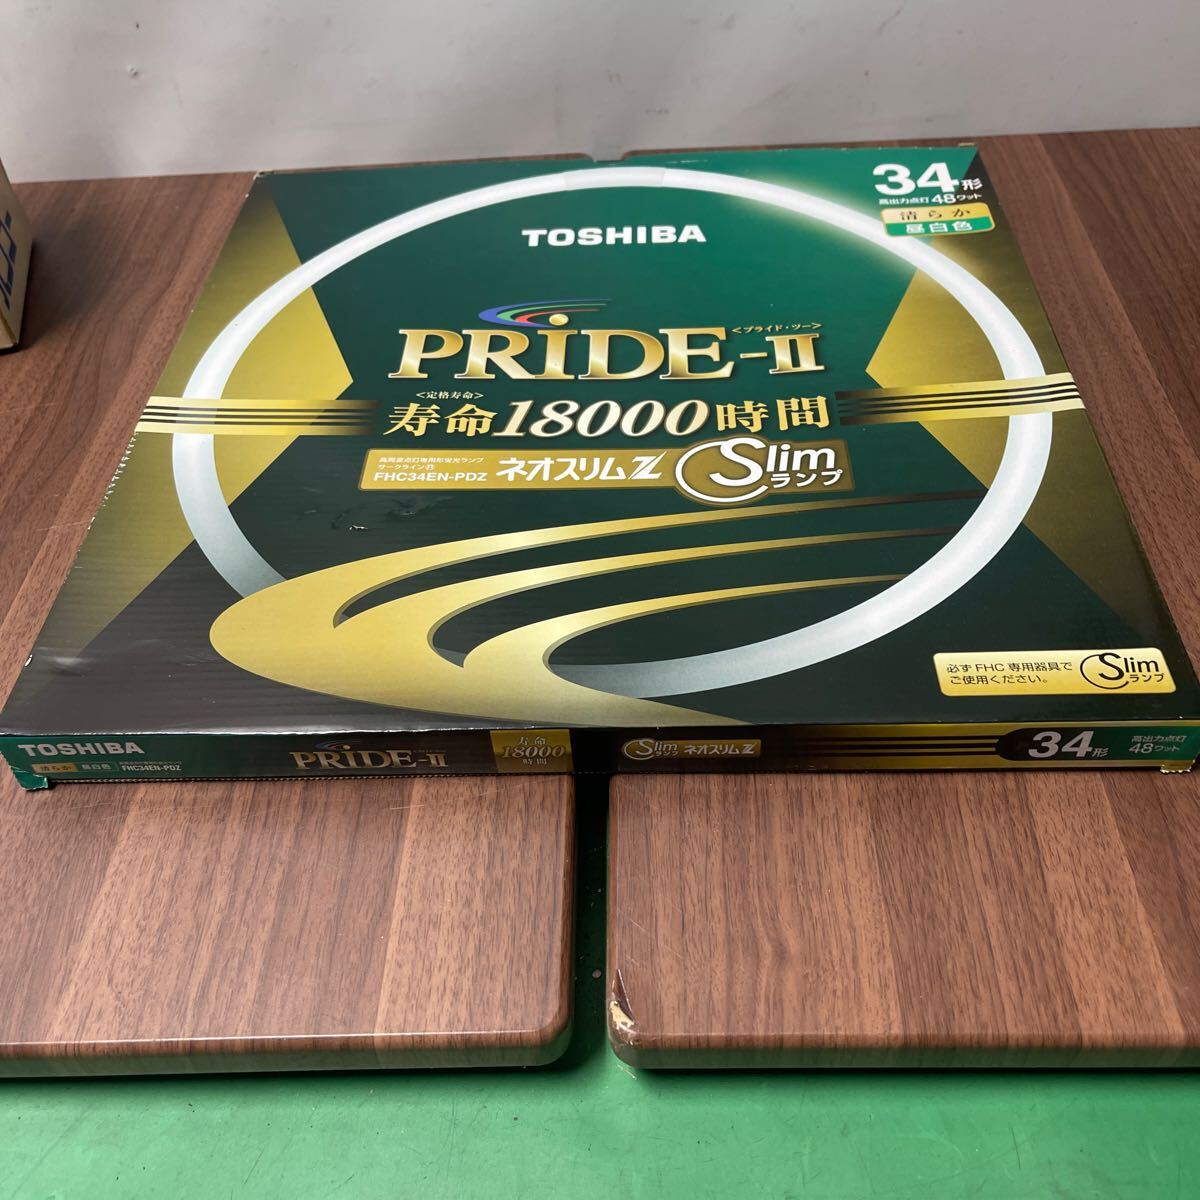 34形
高出力点灯 48ワット
清らか
昼白色
TOSHIBA
PRiDE-II
<プライド・ツー>
<定格寿命>
寿命18000時間
高周波点灯専用形蛍光ランプ
サークライン
FHC34EN-PDZ
ネオスリムZ
Slim
ランプ
必ずFHC専用器具で
ご使用ください。
Slim
ランプ
TOSHIBA
清らか 昼白色
FHC34EN-PDZ
PRiDE-II
寿命
18000
時間
Slim
ランプ
ネオスリムZ
34形
高出力点灯
48ワット